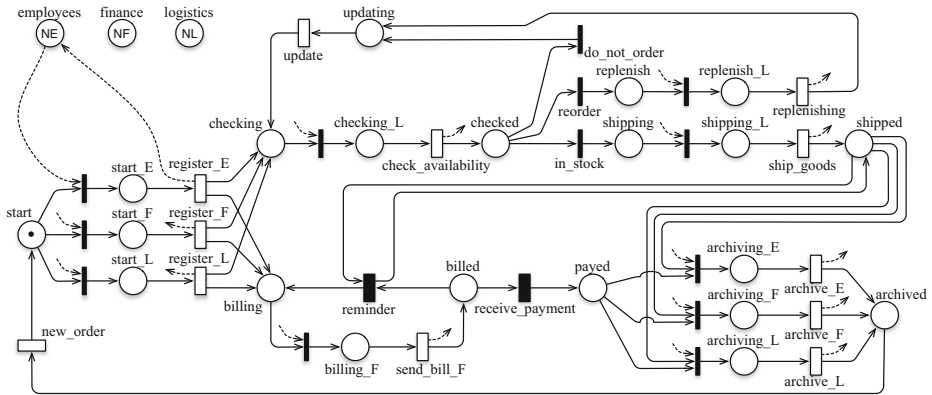 employees finance logistics
NE NF NL
updating
update
do_not_order
replenish replenish_L
reorder replenishing
checking checking_L checked shipping shipping_L shipped
check_availability in_stock ship_goods
start_E register_E
start
start_F register_F
start_L register_L
billing reminder billed receive_payment payed
archiving_E
archive_E
archiving_F archived
archive_F
archiving_L
archive_L
new_order
billing_F send_bill_F